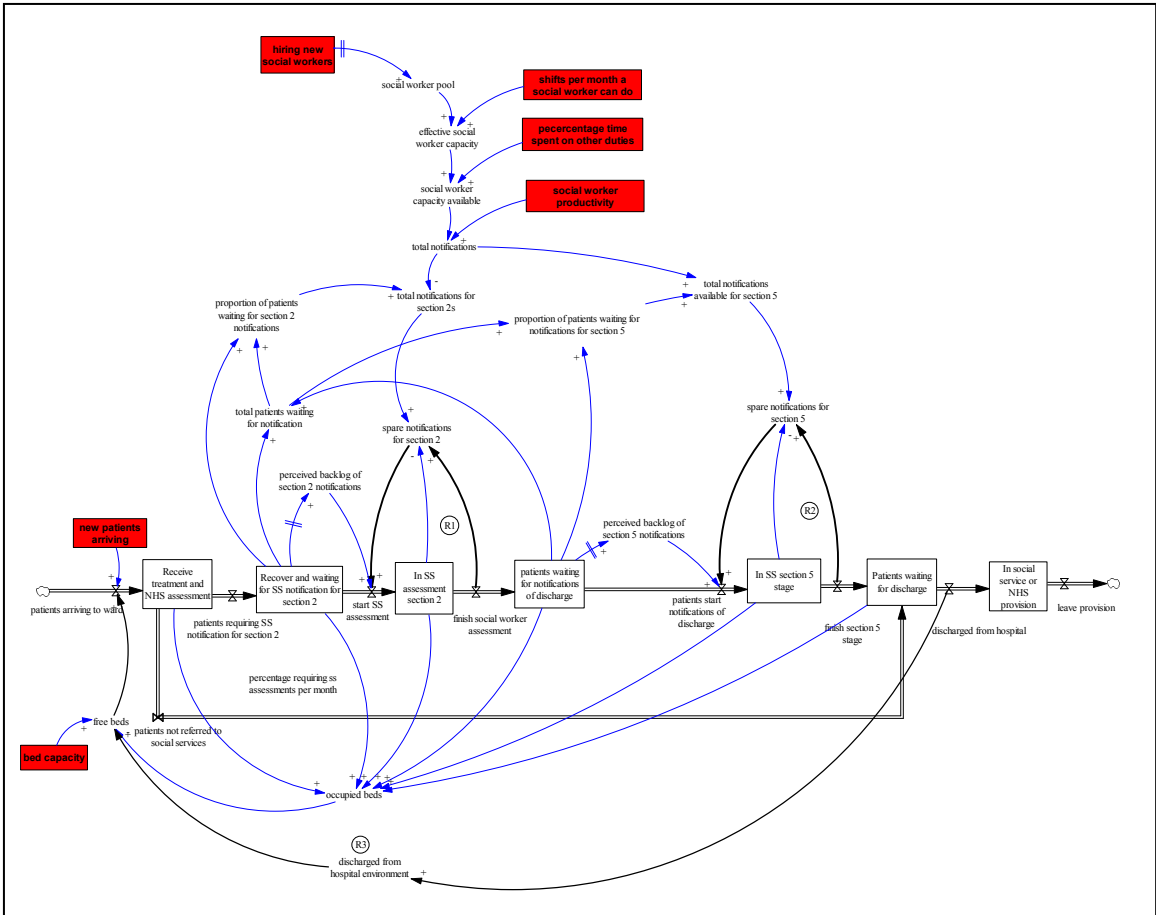 hiring new
social workers
social worker pool
shifts per month a
social worker can do
effective social
worker capacity
pecercentage time
spent on other duties
social worker
capacity available
social worker
productivity
total notifications
total notifications for
section 2s
total notifications
available for section 5
proportion of patients
waiting for section 2
notifications
proportion of patients waiting for
notifications for section 5
total patients waiting
for notification
spare notifications
for section 2
spare notifications for
section 5
perceived backlog of
section 2 notifications
R1
R2
perceived backlog of
section 5 notifications
new patients
arriving
Receive
treatment and
NHS assessment
Recover and waiting
for SS notification for
section 2
In SS
assessment
section 2
patients waiting
for notifications
of discharge
In SS section 5
stage
Patients waiting
for discharge
In social
service or
NHS
provision
patients arriving to ward
patients requiring SS
notification for section 2
start SS
assessment
finish social worker
assessment
patients start
notifications of
discharge
finish section 5
stage
discharged from hospital
leave provision
percentage requiring ss
assessments per month
free beds
patients not referred to
social services
bed capacity
occupied beds
R3
discharged from
hospital environment